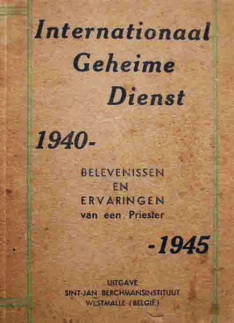 Internationaal
Geheime
Dienst
1940-
BELEVENISSEN
EN
ERVARINGEN
van een Priester
-1945
UITGAVE
SINT-JAN BERCHMANSINSTITUUT
WESTMALLE (BELGIË)